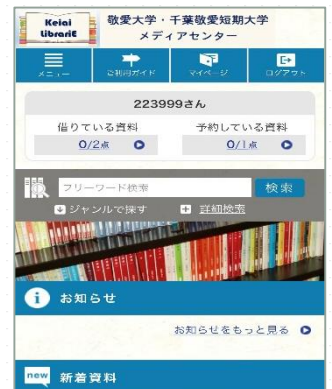 Keiai
LibrariE
敬愛大学・千葉敬愛短期大学
メディアセンター
メニュー
ご利用ガイド
マイページ
ログアウト
223999さん
借りている資料
予約している資料
0/2点
0/1点
フリーワード検索
検索
ジャンルで探す
詳細検索
お知らせ
お知らせをもっと見る
new 新着資料